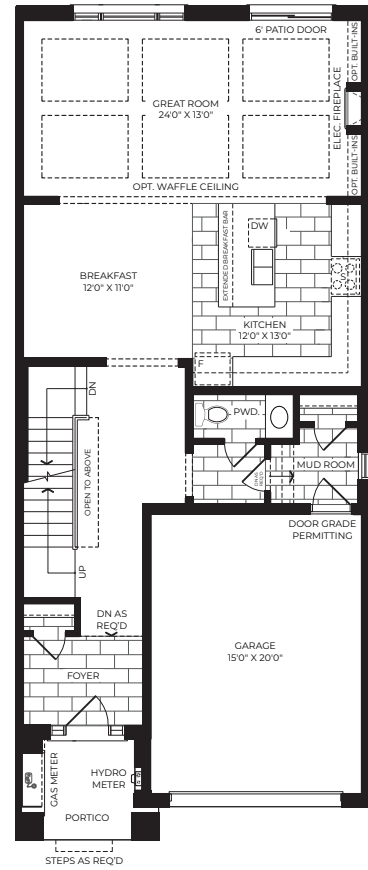 6' PATIO DOOR
OPT. BUILT-INS
GREAT ROOM
24'0" X 13'0"
ELEC. FIREPLACE
OPT. BUILT-INS
OPT. WAFFLE CEILING
EXTENDED BREAKFAST BAR
DW
BREAKFAST
12'0" X 11'0"
S
KITCHEN
12'0" X 13'0"
F
DN
PWD.
OPEN TO ABOVE
MUD ROOM
DN AS
REQ'D
DOOR GRADE
PERMITTING
UP
DN AS
REQ'D
GARAGE
15'0" X 20'0"
FOYER
GAS METER
HYDRO
METER
PORTICO
STEPS AS REQ'D